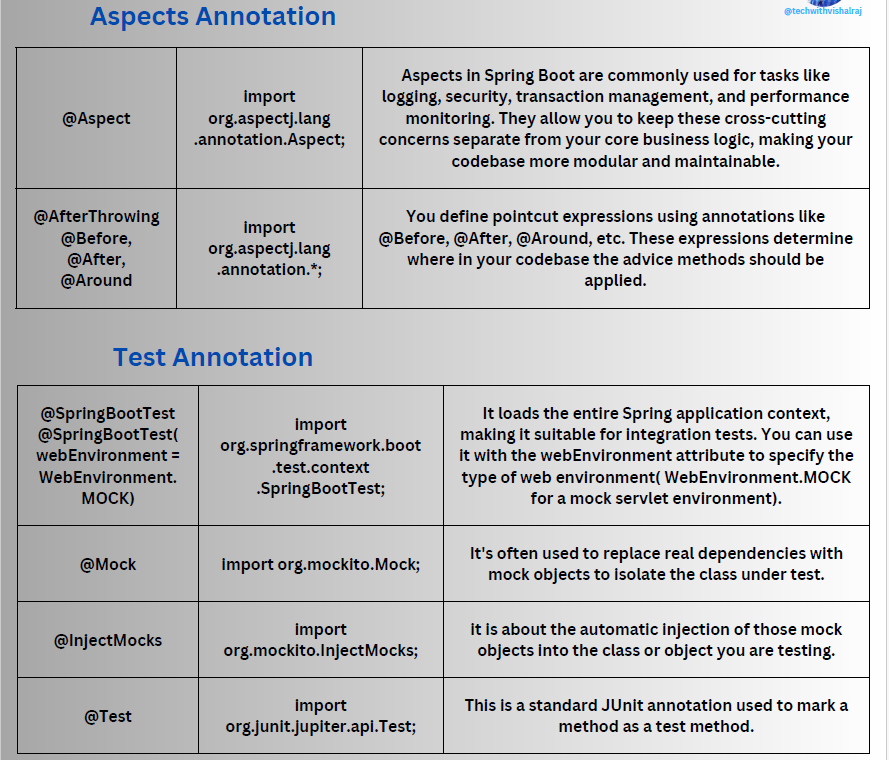 Aspects Annotation
@techwithvishalraj
@Aspect
import
org.aspectj.lang
.annotation.Aspect;
Aspects in Spring Boot are commonly used for tasks like
logging, security, transaction management, and performance
monitoring. They allow you to keep these cross-cutting
concerns separate from your core business logic, making your
codebase more modular and maintainable.
@AfterThrowing
@Before,
@After,
@Around
import
org.aspectj.lang
.annotation.*;
You define pointcut expressions using annotations like
@Before, @After, @Around, etc. These expressions determine
where in your codebase the advice methods should be
applied.
Test Annotation
@SpringBootTest
@SpringBootTest(
webEnvironment =
WebEnvironment.
MOCK)
import
org.springframework.boot
.test.context
.SpringBootTest;
It loads the entire Spring application context,
making it suitable for integration tests. You can use
it with the webEnvironment attribute to specify the
type of web environment( WebEnvironment.MOCK
for a mock servlet environment).
@Mock
import org.mockito.Mock;
It's often used to replace real dependencies with
mock objects to isolate the class under test.
@InjectMocks
import
org.mockito.InjectMocks;
it is about the automatic injection of those mock
objects into the class or object you are testing.
@Test
import
org.junit.jupiter.api.Test;
This is a standard JUnit annotation used to mark a
method as a test method.